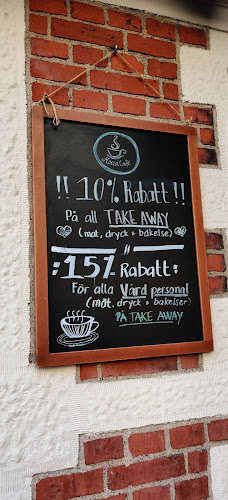 !! 10% Rabatt !!
På all TAKE AWAY
(mat, dryck + bakelse)
15% Rabatt
För alla Vård personal
(mat, dryck + bakelser)
PÅ TAKE AWAY